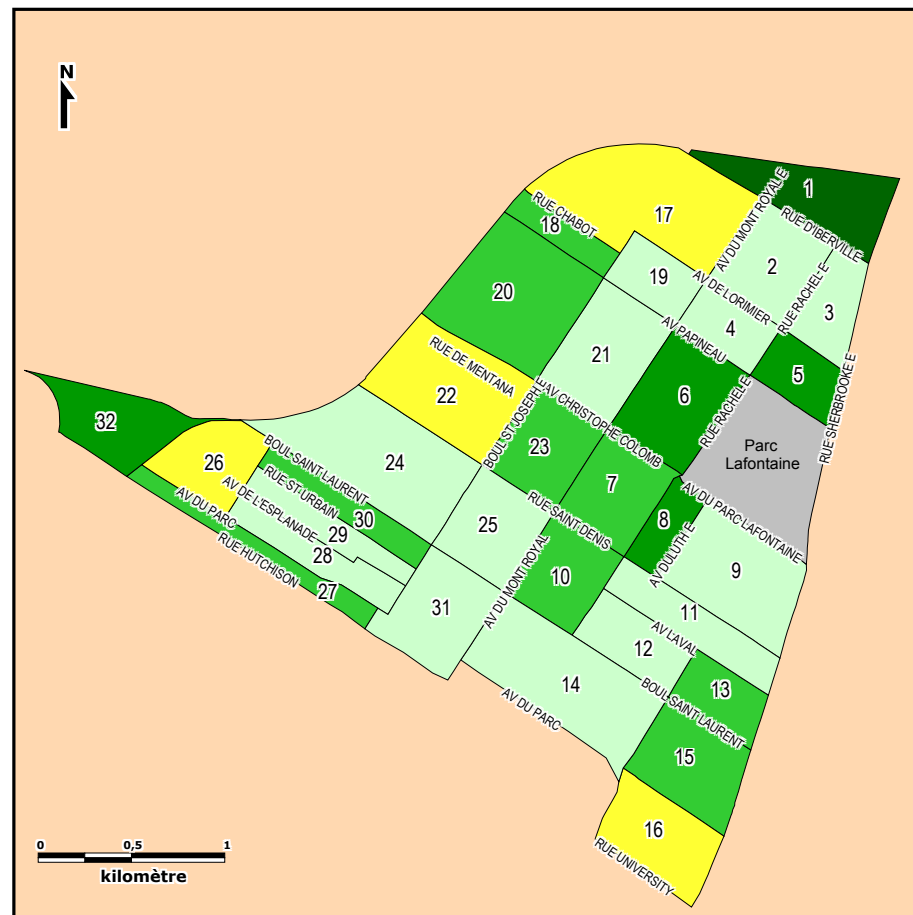 N
1
AV DU MONT ROYALE
17
RUE CHABOT
18
RUE D'IBERVILLE
2
19
AV DE LORIMIER
RUE RACHEL E
3
20
4
AV PAPINEAU
21
RUE DE MENTANA
5
22
BOUL ST JOSEPH E
AV CHRISTOPHE COLOMB
6
RUE RACHEL E
RUE SHERBROOKE E
32
23
Parc
Lafontaine
26
BOUL SAINT LAURENT
24
7
RUE ST URBAIN
AV DE L'ESPLANADE
30
8
AV DU PARC LAFONTAINE
AV DU PARC
29
25
RUE SAINT DENIS
28
AV DULUTH E
9
RUE HUTCHISON
27
10
31
AV DU MONT ROYAL
11
AV LAVAL
12
14
13
AV DU PARC
BOUL SAINT LAURENT
15
16
RUE UNIVERSITY
0 0,5 1
kilomètre